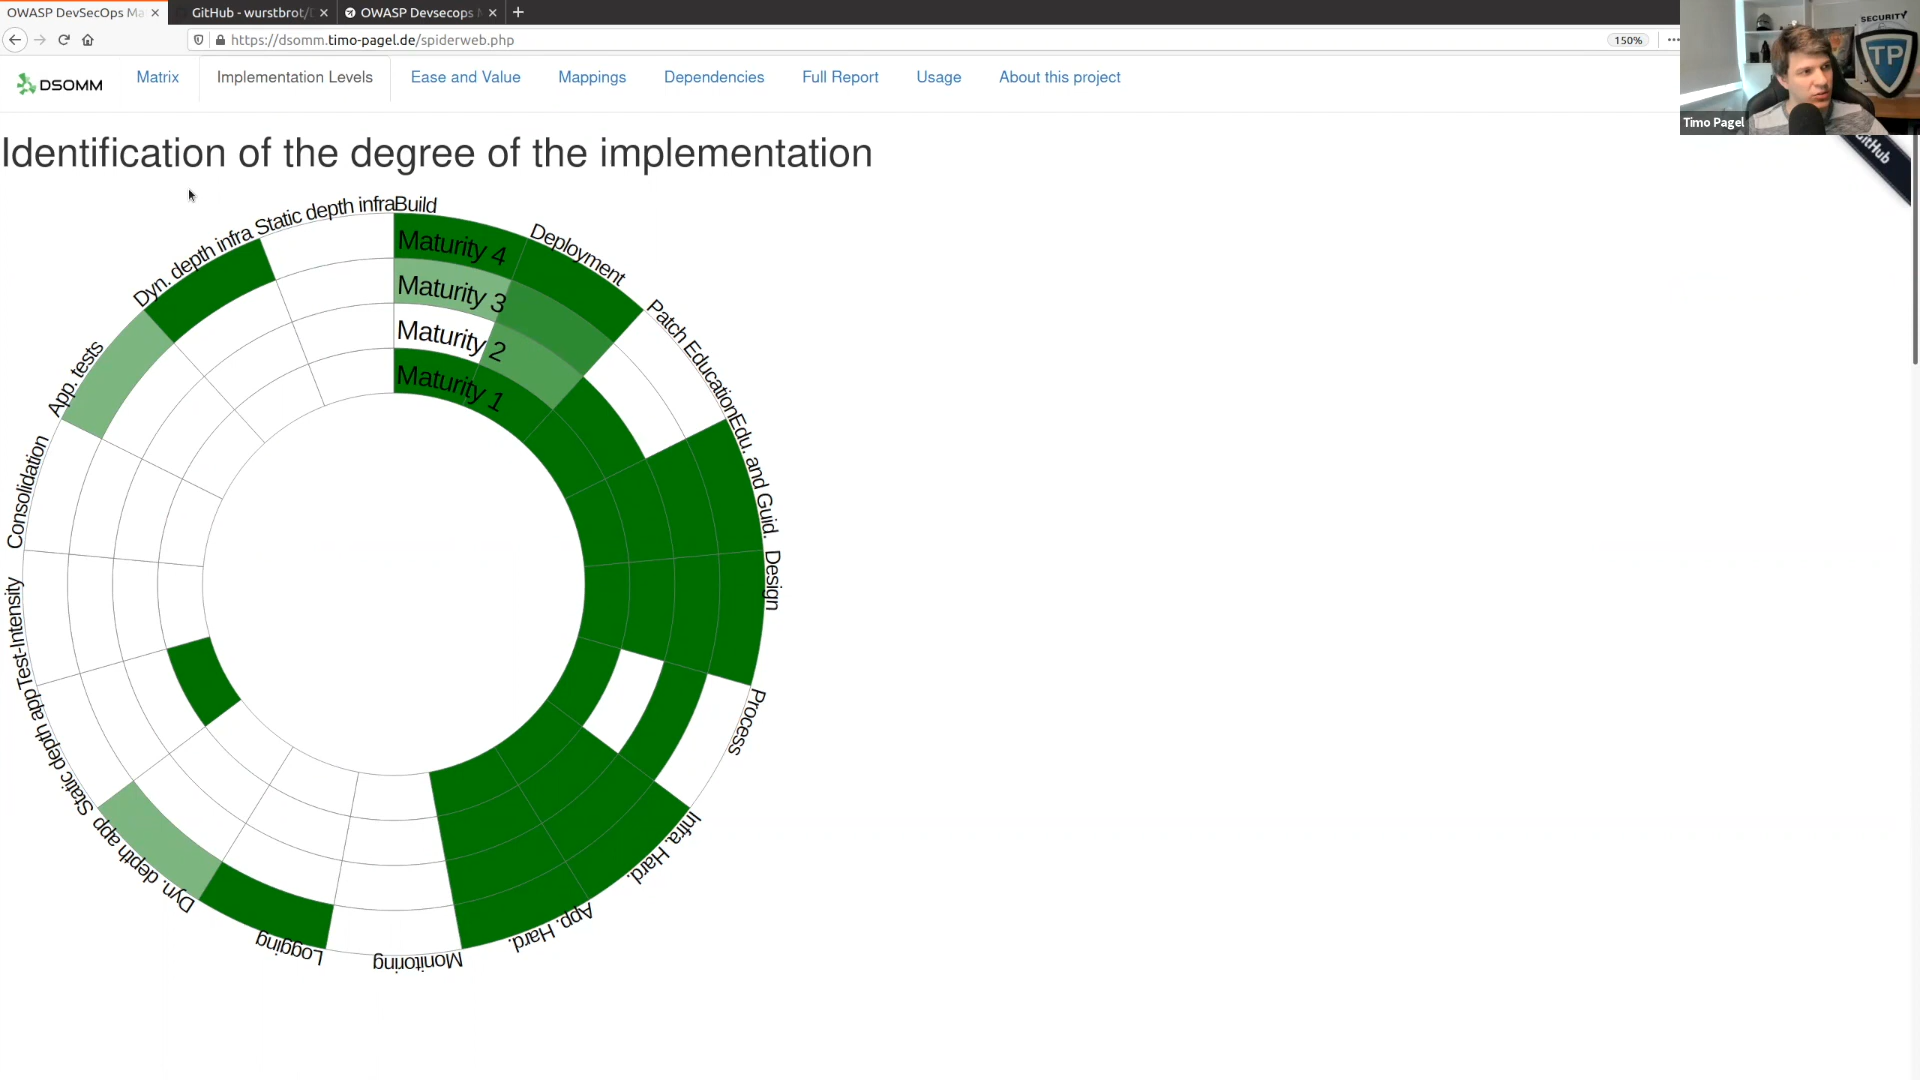 OWASP DevSecOps Ma
GitHub - wurstbrot/D
OWASP Devsecops M
https://dsomm.timo-pagel.de/spiderweb.php
150%
DSOMM
Matrix
Implementation Levels
Ease and Value
Mappings
Dependencies
Full Report
Usage
About this project
SECURITY
TP
Timo Pagel
GitHub
Identification of the degree of the implementation
Build
Deployment
Patch Education
Edu. and Guid.
Design
Process
Infra. Hard.
App. Hard.
Monitoring
Logging
Dyn. depth app
Static depth app
Test-Intensity
Consolidation
App. tests
Dyn. depth infra
Static depth infra
Maturity 4
Maturity 3
Maturity 2
Maturity 1